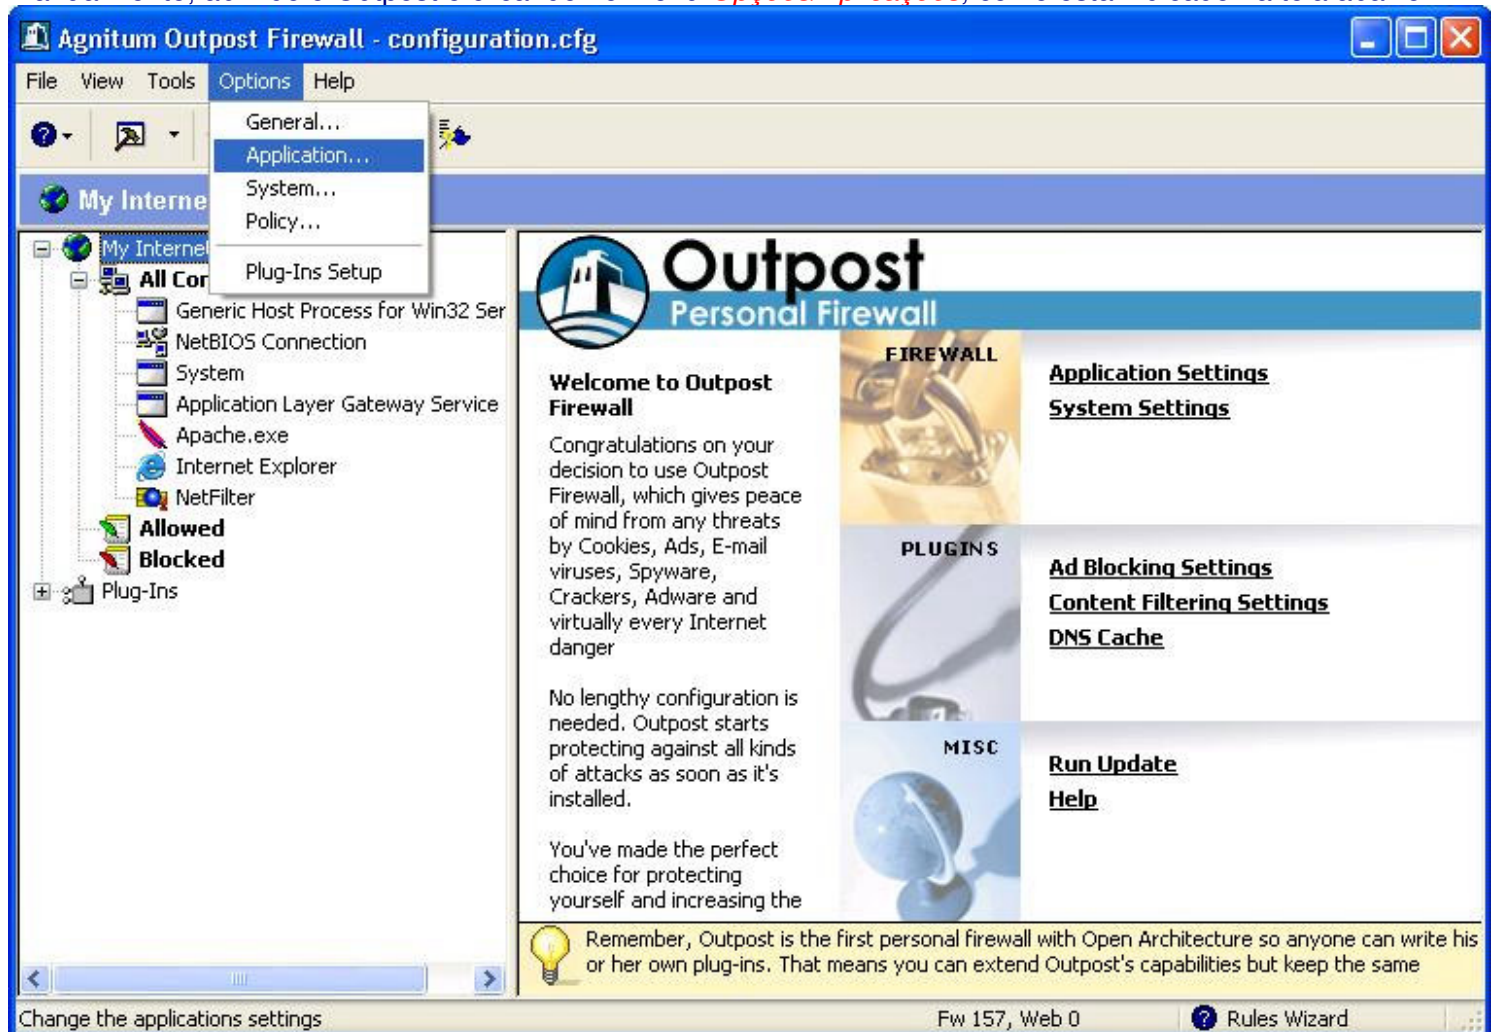 Agnitum Outpost Firewall - configuration.cfg
File View Tools Options Help
General...
Application...
System...
Policy...
Plug-Ins Setup
My Interne
My Internet
All Con
Generic Host Process for Win32 Ser
NetBIOS Connection
System
Application Layer Gateway Service
Apache.exe
Internet Explorer
NetFilter
Allowed
Blocked
Plug-Ins
Outpost
Personal Firewall
Welcome to Outpost
Firewall
Congratulations on your
decision to use Outpost
Firewall, which gives peace
of mind from any threats
by Cookies, Ads, E-mail
viruses, Spyware,
Crackers, Adware and
virtually every Internet
danger
No lengthy configuration is
needed. Outpost starts
protecting against all kinds
of attacks as soon as it's
installed.
You've made the perfect
choice for protecting
yourself and increasing the
FIREWALL
Application Settings
System Settings
PLUGINS
Ad Blocking Settings
Content Filtering Settings
DNS Cache
MISC
Run Update
Help
Remember, Outpost is the first personal firewall with Open Architecture so anyone can write his
or her own plug-ins. That means you can extend Outpost's capabilities but keep the same
Change the applications settings
Fw 157, Web 0
Rules Wizard